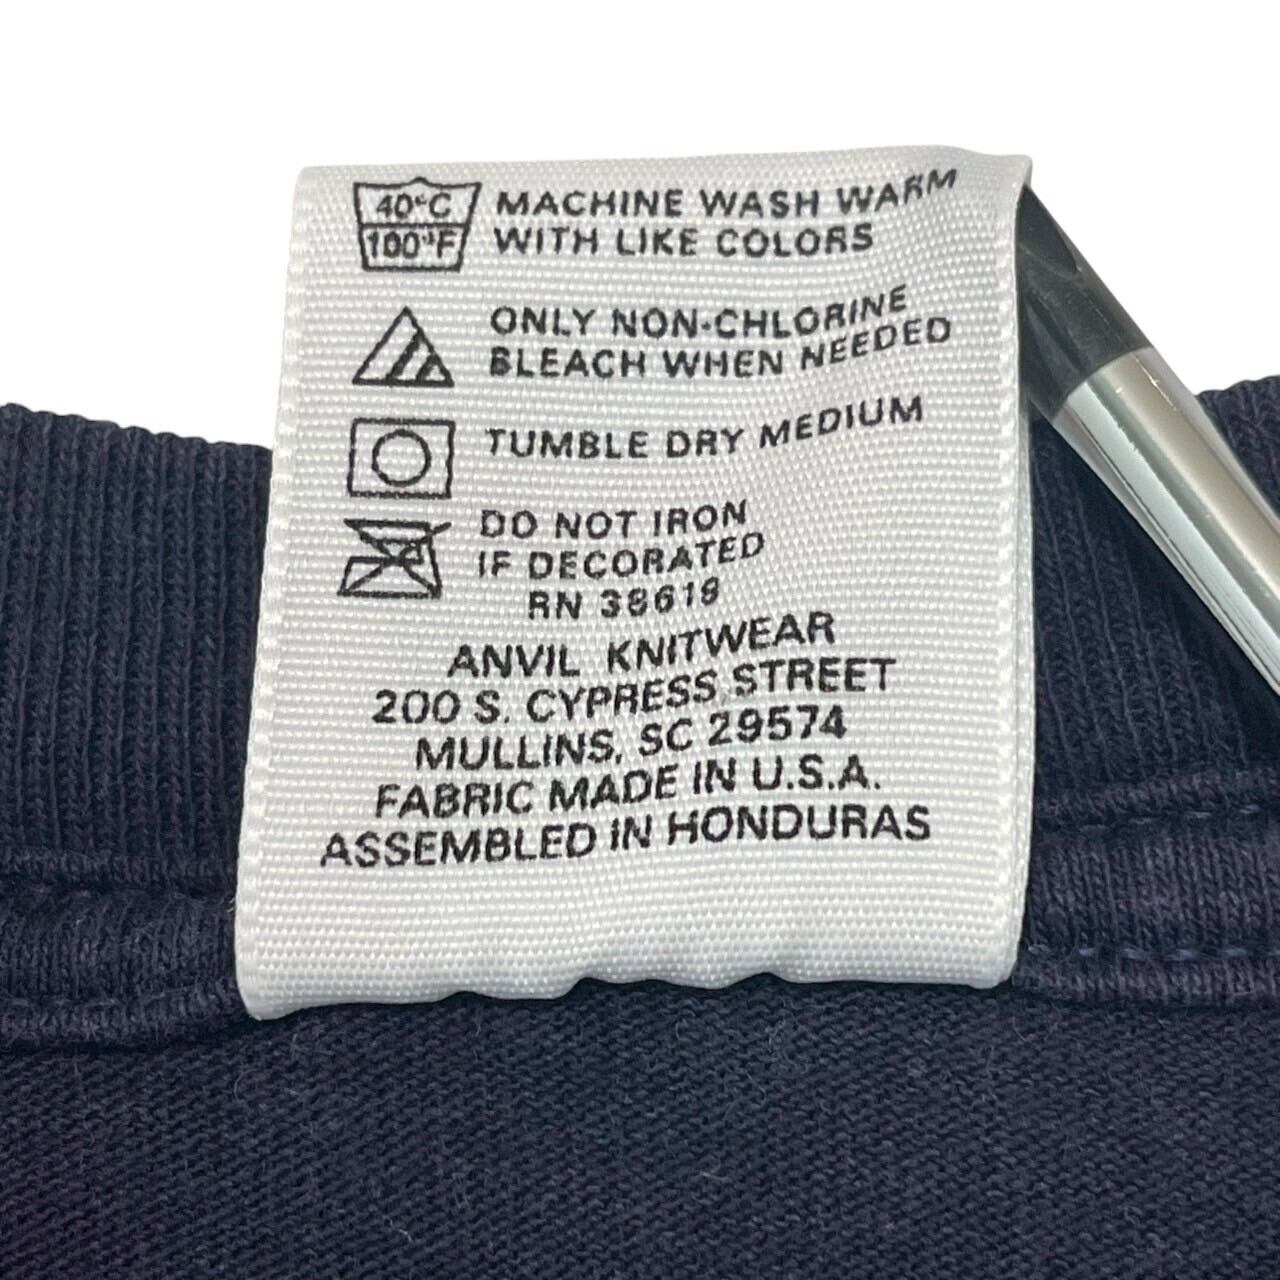 40°C
100°F
MACHINE WASH WARM
WITH LIKE COLORS
ONLY NON-CHLORINE
BLEACH WHEN NEEDED
TUMBLE DRY MEDIUM
DO NOT IRON
IF DECORATED
RN 38619
ANVIL KNITWEAR
200 S. CYPRESS STREET
MULLINS, SC 29574
FABRIC MADE IN U.S.A.
ASSEMBLED IN HONDURAS